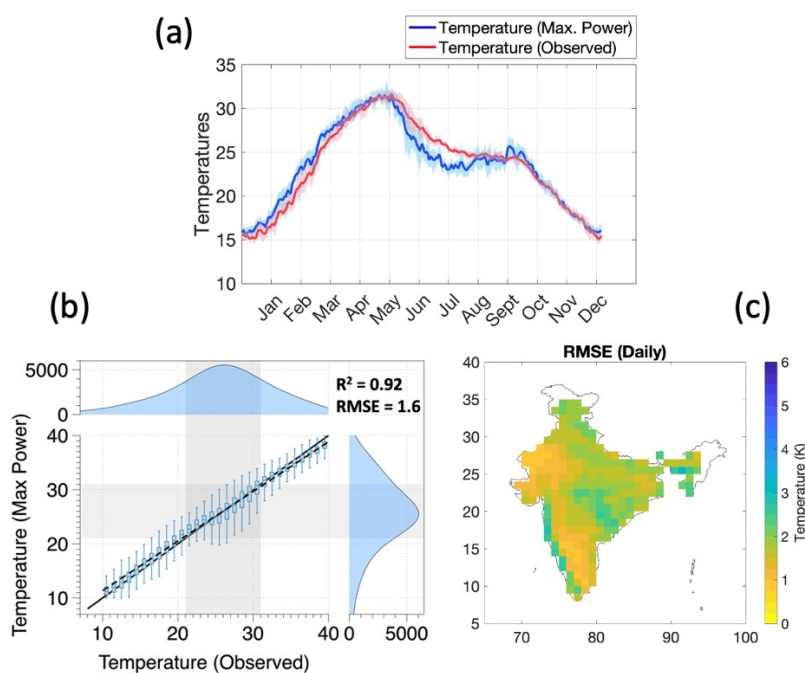 (a)
Temperature (Max. Power)
Temperature (Observed)
Temperatures
35
30
25
20
15
10
Jan
Feb
Mar
Apr
May
Jun
Jul
Aug
Sept
Oct
Nov
Dec
(b)
5000
0
R² = 0.92
RMSE = 1.6
Temperature (Max Power)
40
30
20
10
10
20
30
40
0
5000
Temperature (Observed)
(c)
RMSE (Daily)
40
35
30
25
20
15
10
5
70
80
90
100
6
5
4
3
2
1
0
Temperature (K)